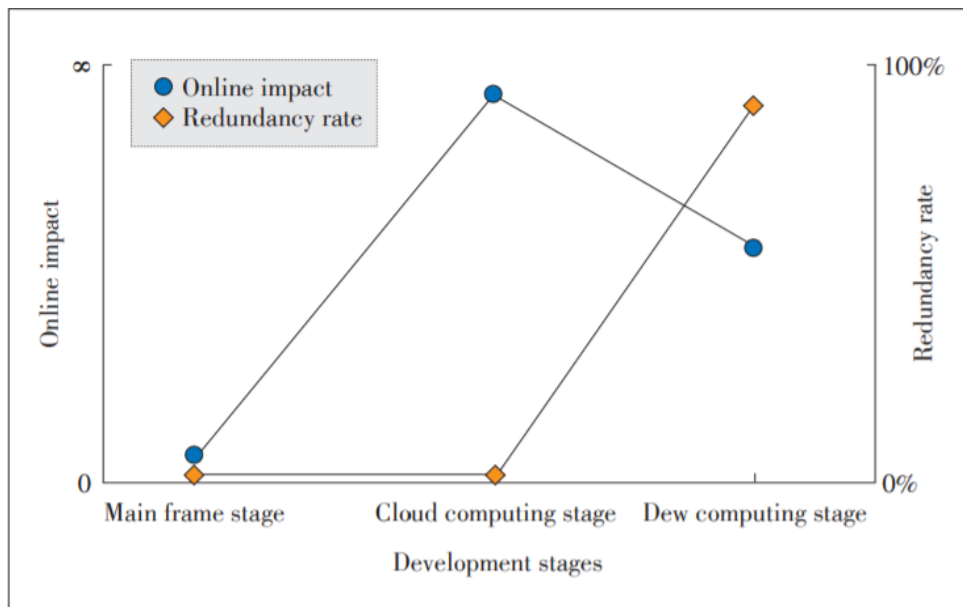 ∞
100%
Online impact
Redundancy rate
Online impact
Redundancy rate
0
0%
Main frame stage
Cloud computing stage
Dew computing stage
Development stages